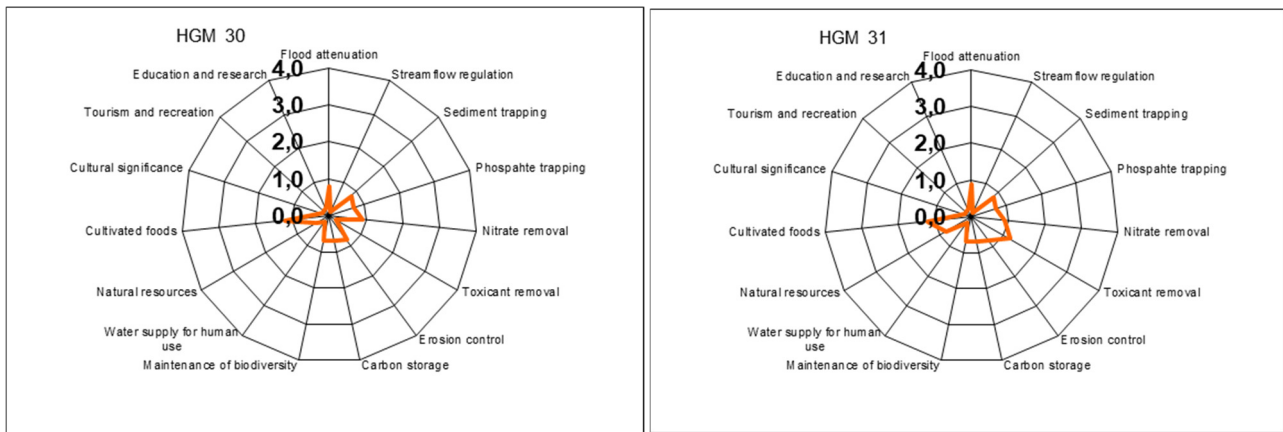 HGM 30
Flood attenuation
Streamflow regulation
Sediment trapping
Phospahte trapping
Nitrate removal
Toxicant removal
Erosion control
Carbon storage
Maintenance of biodiversity
Water supply for human
use
Natural resources
Cultivated foods
Cultural significance
Tourism and recreation
Education and research
4,0
3,0
2,0
1,0
0,0
HGM 31
Flood attenuation
Streamflow regulation
Sediment trapping
Phospahte trapping
Nitrate removal
Toxicant removal
Erosion control
Carbon storage
Maintenance of biodiversity
Water supply for human
use
Natural resources
Cultivated foods
Cultural significance
Tourism and recreation
Education and research
4,0
3,0
2,0
1,0
0,0